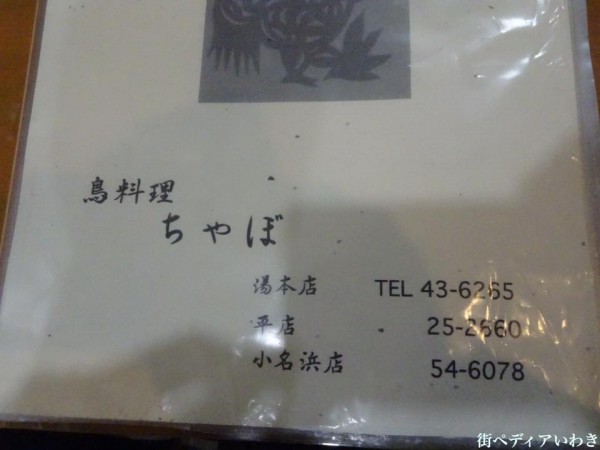 鳥料理
ちゃぼ
湯本店 TEL 43-6265
平店 25-2660
小名浜店 54-6078
街ペディアいわき